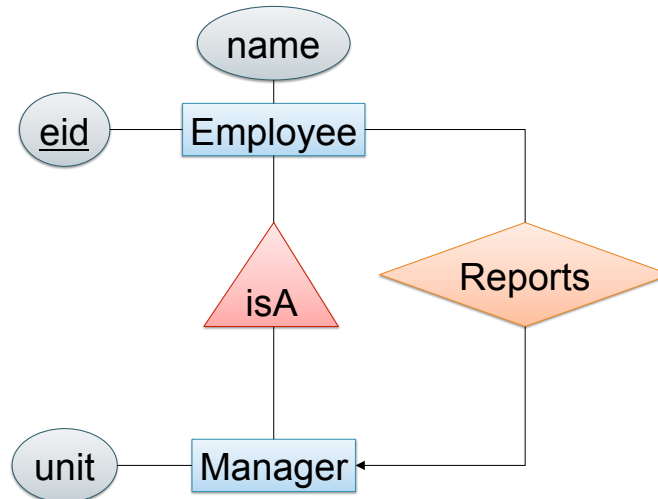 name
eid
Employee
Reports
isA
unit
Manager